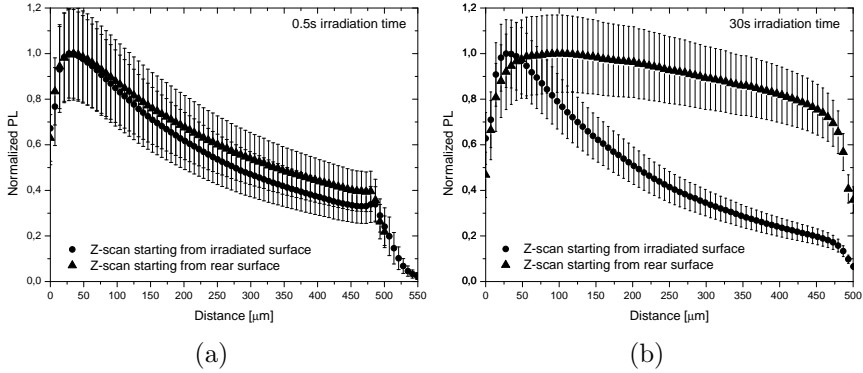 0.5s irradiation time
1,2
1,0
0,8
0,6
0,4
0,2
0,0
Normalized PL
Z-scan starting from irradiated surface
Z-scan starting from rear surface
0 50 100 150 200 250 300 350 400 450 500 550
Distance [μm]
(a)
30s irradiation time
1,2
1,0
0,8
0,6
0,4
0,2
0,0
Normalized PL
Z-scan starting from irradiated surface
Z-scan starting from rear surface
0 50 100 150 200 250 300 350 400 450 500
Distance [μm]
(b)